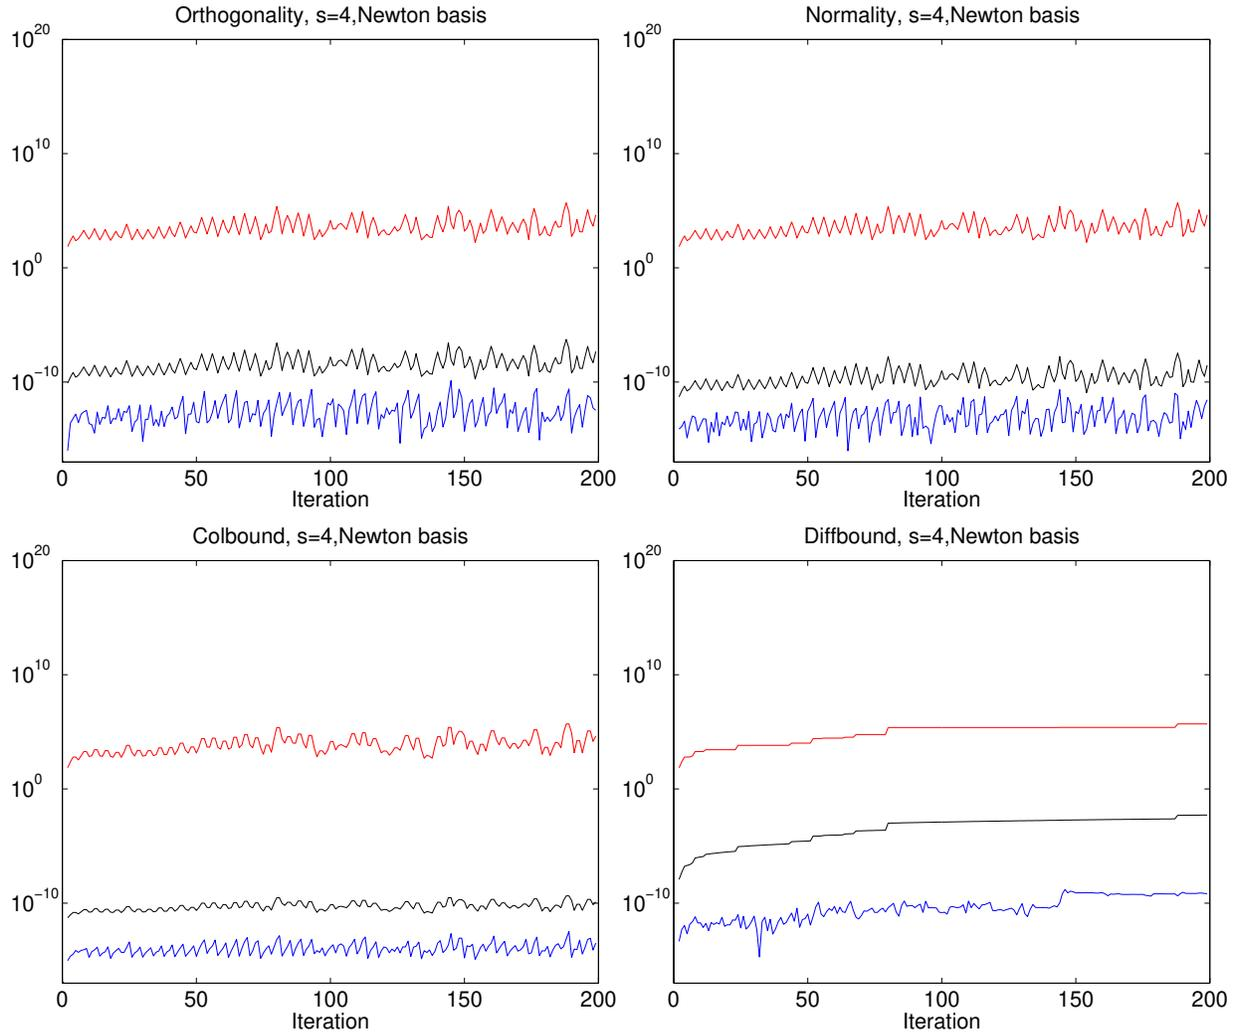 Orthogonality, s=4,Newton basis
10^20
10^10
10^0
10^−10
0 50 100 150 200
Iteration
Normality, s=4,Newton basis
10^20
10^10
10^0
10^−10
0 50 100 150 200
Iteration
Colbound, s=4,Newton basis
10^20
10^10
10^0
10^−10
0 50 100 150 200
Iteration
Diffbound, s=4,Newton basis
10^20
10^10
10^0
10^−10
0 50 100 150 200
Iteration